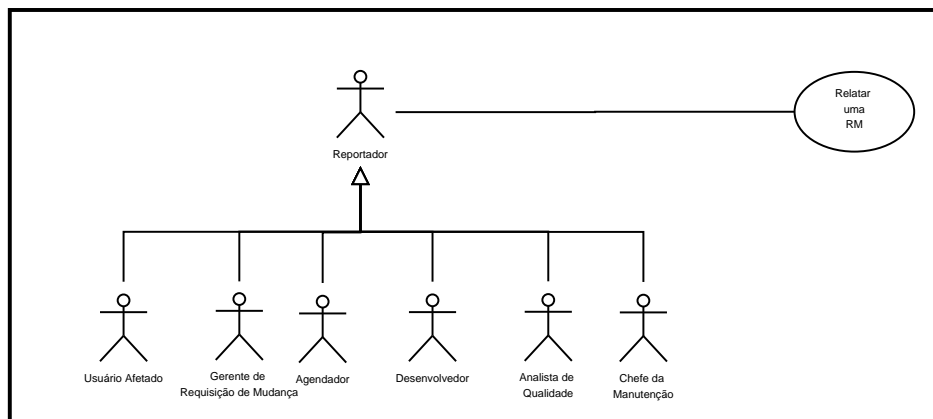 Relatar
uma
RM
Reportador
Usuário Afetado
Gerente de
Requisição de Mudança
Agendador
Desenvolvedor
Analista de
Qualidade
Chefe da
Manutenção